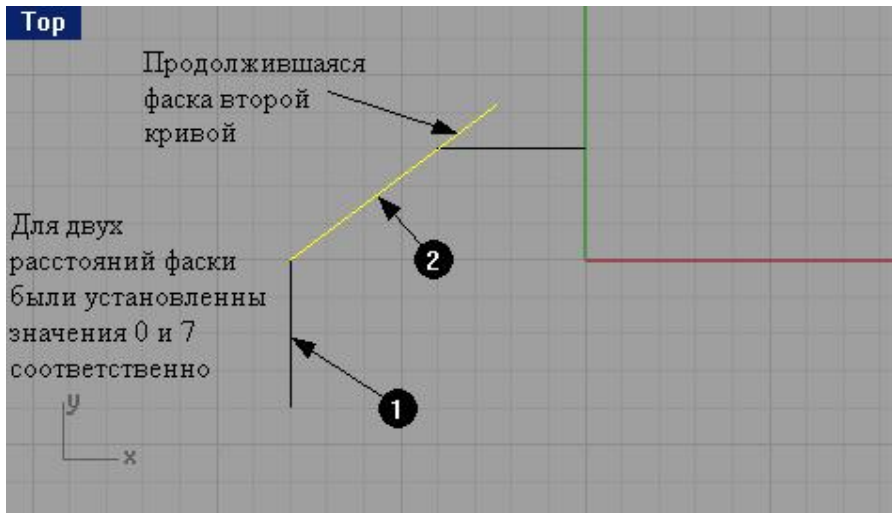 Top
Продолжившаяся
фаска второй
кривой
Для двух
расстояний фаски
были установленны
значения 0 и 7
соответственно
2
1
y
x